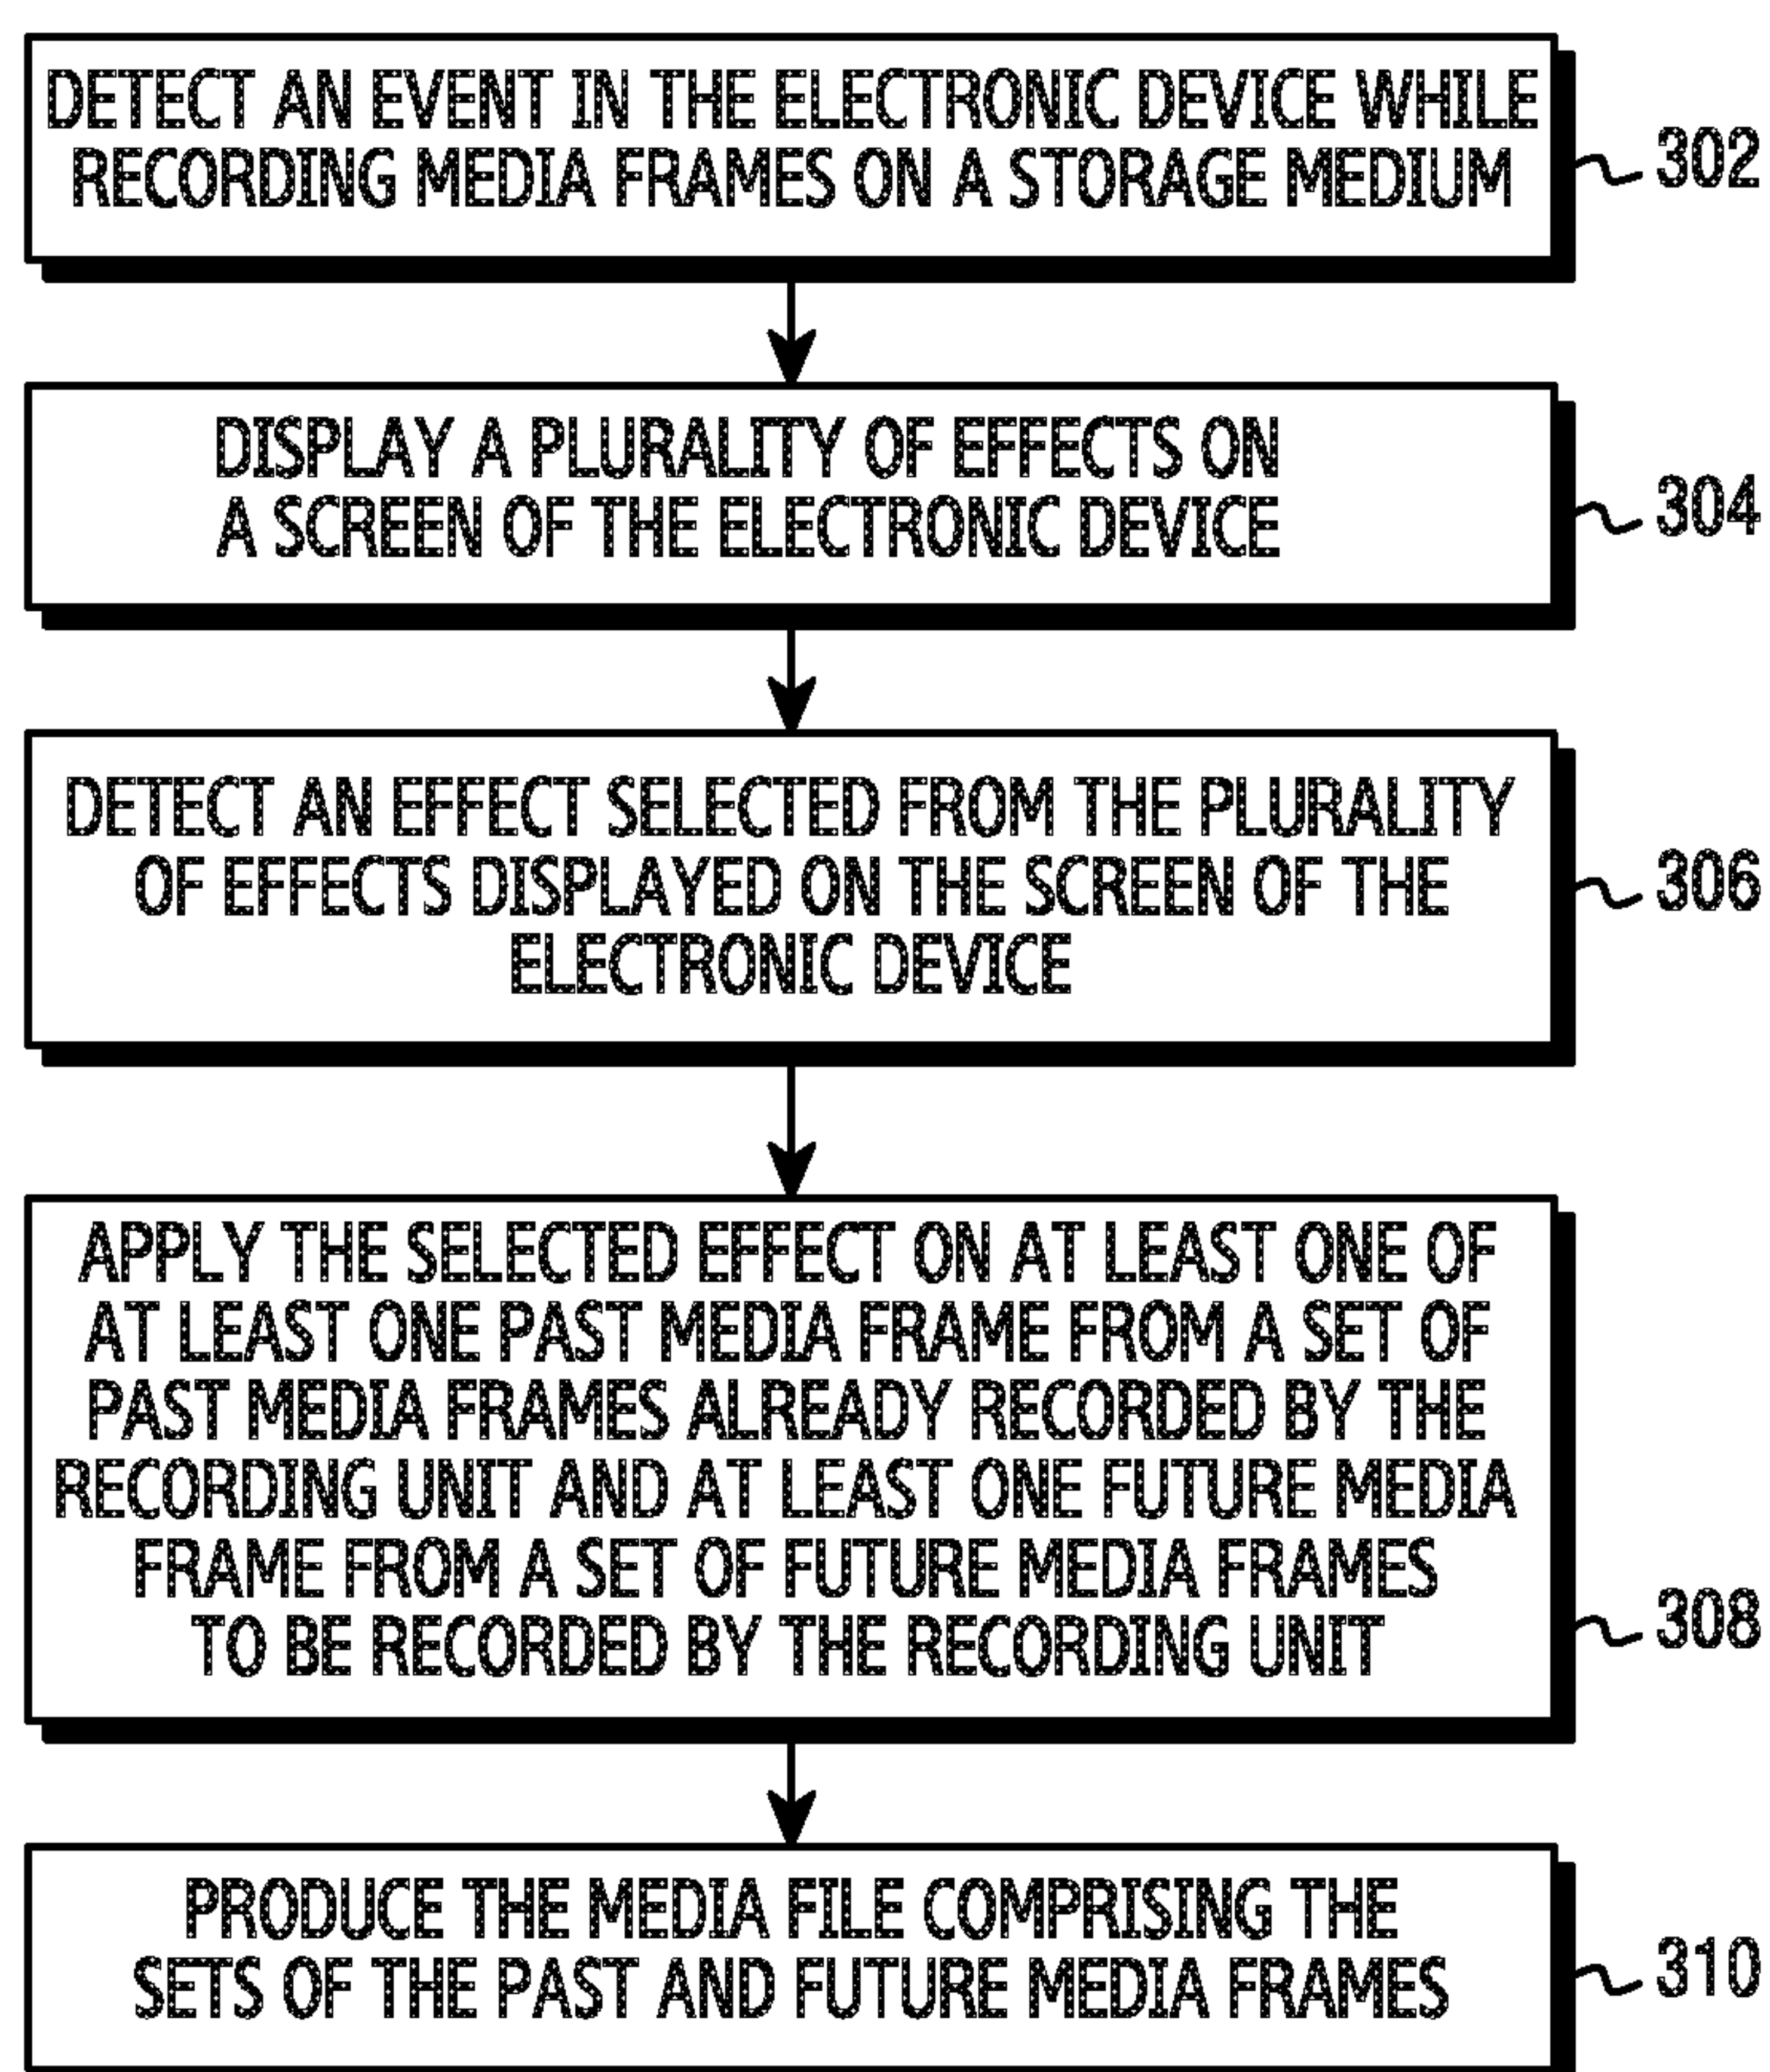 DETECT AN EVENT IN THE ELECTRONIC DEVICE WHILE
RECORDING MEDIA FRAMES ON A STORAGE MEDIUM
302
DISPLAY A PLURALITY OF EFFECTS ON
A SCREEN OF THE ELECTRONIC DEVICE
304
DETECT AN EFFECT SELECTED FROM THE PLURALITY
OF EFFECTS DISPLAYED ON THE SCREEN OF THE
ELECTRONIC DEVICE
306
APPLY THE SELECTED EFFECT ON AT LEAST ONE OF
AT LEAST ONE PAST MEDIA FRAME FROM A SET OF
PAST MEDIA FRAMES ALREADY RECORDED BY THE
RECORDING UNIT AND AT LEAST ONE FUTURE MEDIA
FRAME FROM A SET OF FUTURE MEDIA FRAMES
TO BE RECORDED BY THE RECORDING UNIT
308
PRODUCE THE MEDIA FILE COMPRISING THE
SETS OF THE PAST AND FUTURE MEDIA FRAMES
310